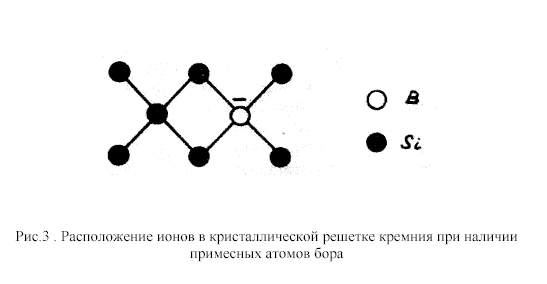 B
Si
Рис.3 . Расположение ионов в кристаллической решетке кремния при наличии
примесных атомов бора